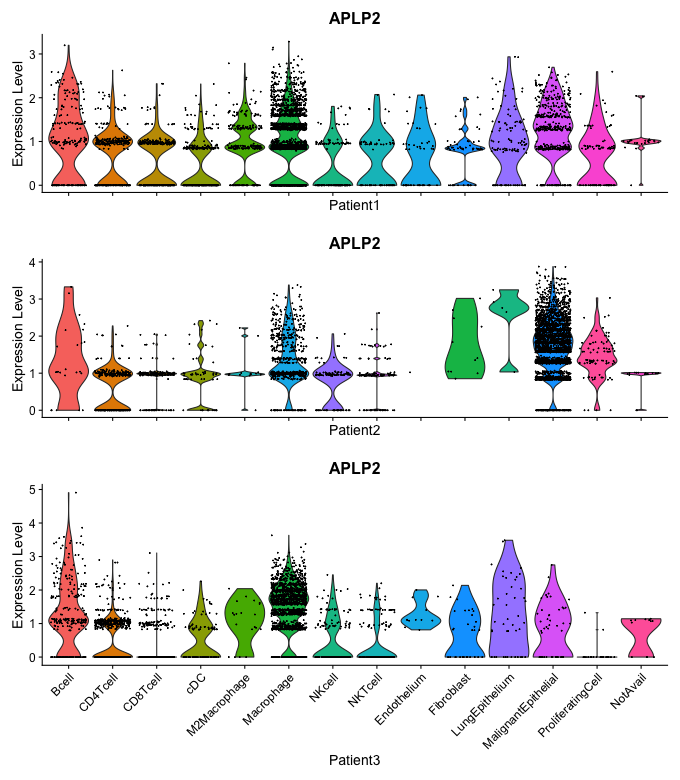 APLP2
Expression Level
3
2
1
0
Patient1
APLP2
Expression Level
4
3
2
1
0
Patient2
APLP2
Expression Level
5
4
3
2
1
0
Bcell
CD4Tcell
CD8Tcell
cDC
M2Macrophage
Macrophage
NKcell
NKTcell
Endothelium
Fibroblast
LungEpithelium
MalignantEpithelial
ProliferatingCell
NotAvail
Patient3